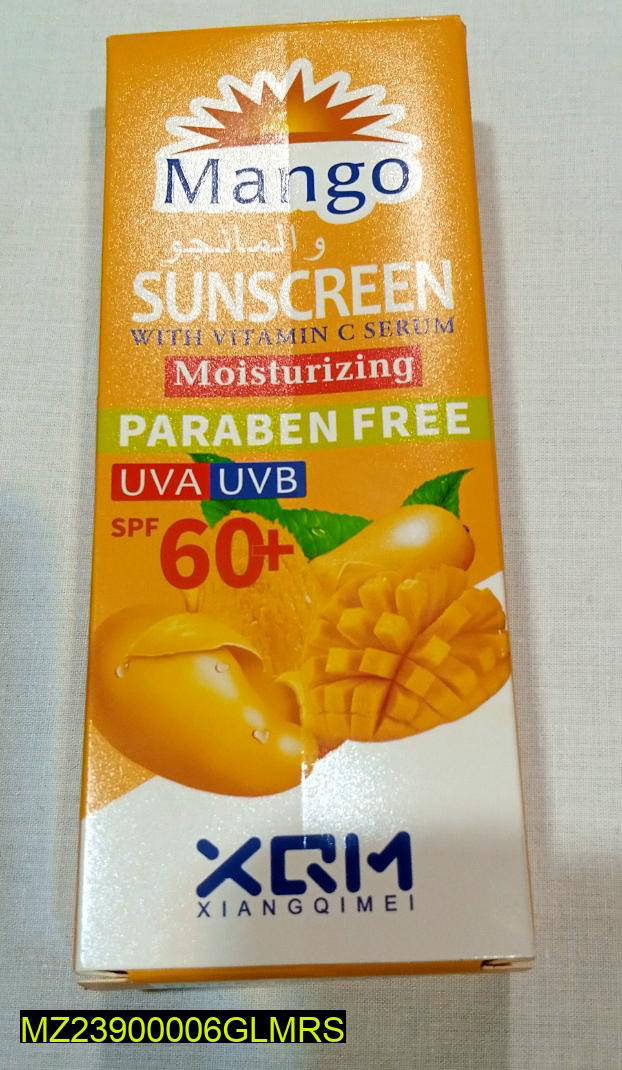 Mango
والمانجو
SUNSCREEN
WITH VITAMIN C SERUM
Moisturizing
PARABEN FREE
UVA UVB
SPF 60+
XQM
XIANGQIMEI
MZ23900006GLMRS